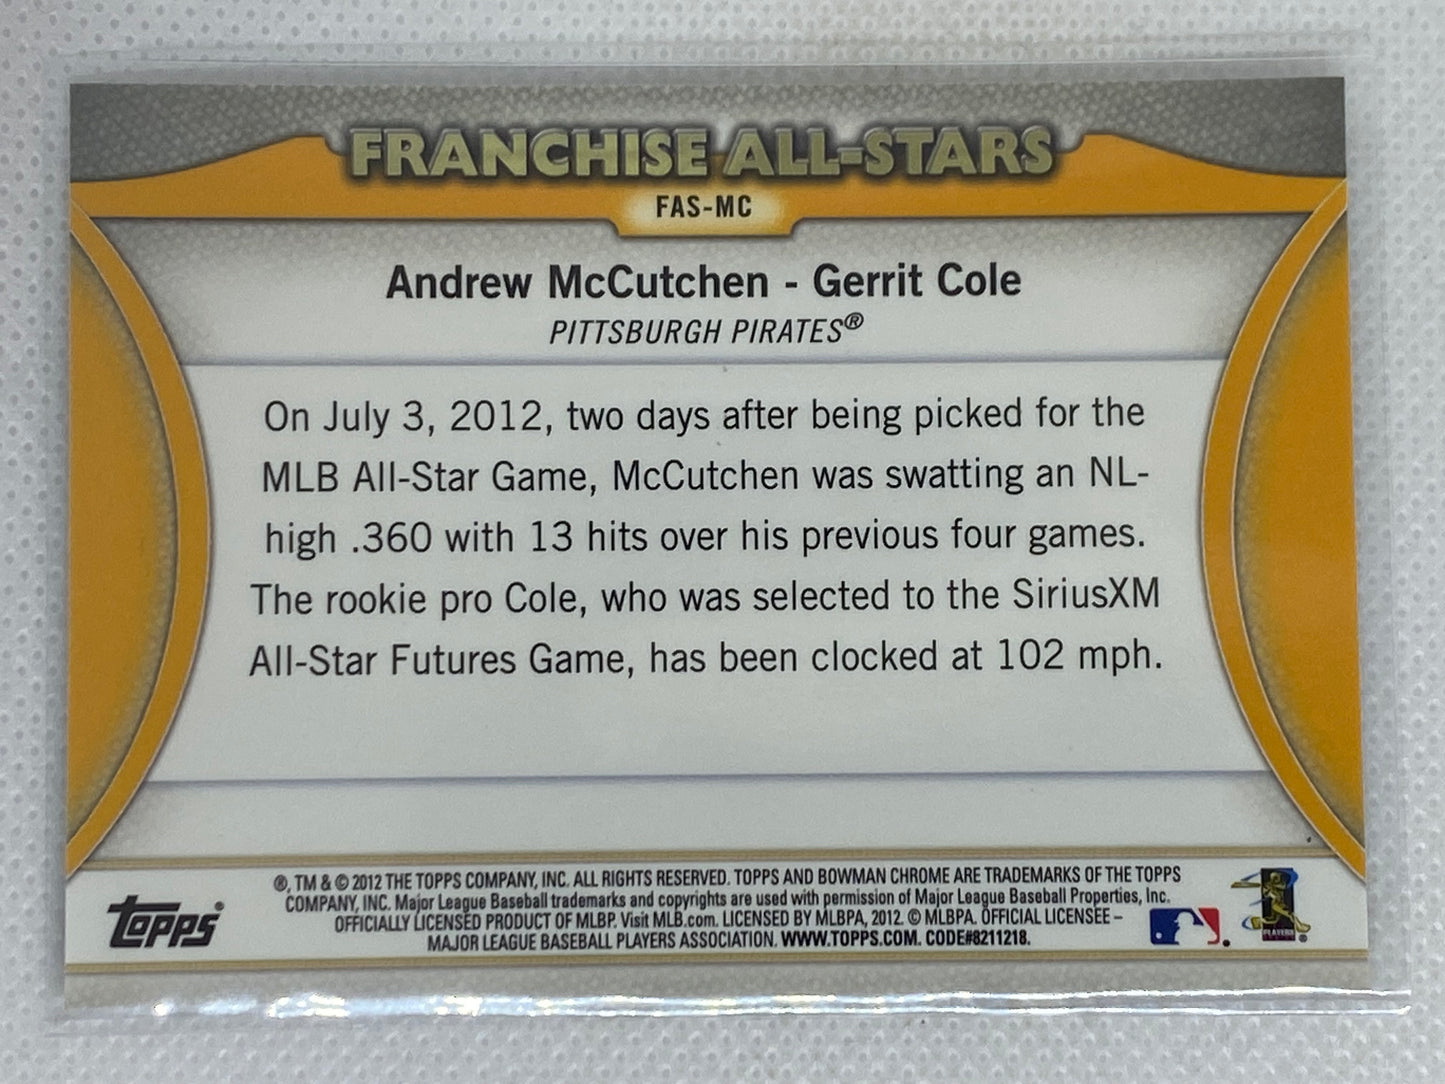 FRANCHISE ALL-STARS
FAS-MC
Andrew McCutchen - Gerrit Cole
PITTSBURGH PIRATES®
On July 3, 2012, two days after being picked for the
MLB All-Star Game, McCutchen was swatting an NL-
high .360 with 13 hits over his previous four games.
The rookie pro Cole, who was selected to the SiriusXM
All-Star Futures Game, has been clocked at 102 mph.
®, TM & © 2012 THE TOPPS COMPANY, INC. ALL RIGHTS RESERVED. TOPPS AND BOWMAN CHROME ARE TRADEMARKS OF THE TOPPS
COMPANY, INC. Major League Baseball trademarks and copyrights are used with permission of Major League Baseball Properties, Inc.
OFFICIALLY LICENSED PRODUCT OF MLBP. Visit MLB.com. LICENSED BY MLBPA, 2012. © MLBPA. OFFICIAL LICENSEE –
MAJOR LEAGUE BASEBALL PLAYERS ASSOCIATION. WWW.TOPPS.COM. CODE#8211218.
Topps®
PLAYERS ®